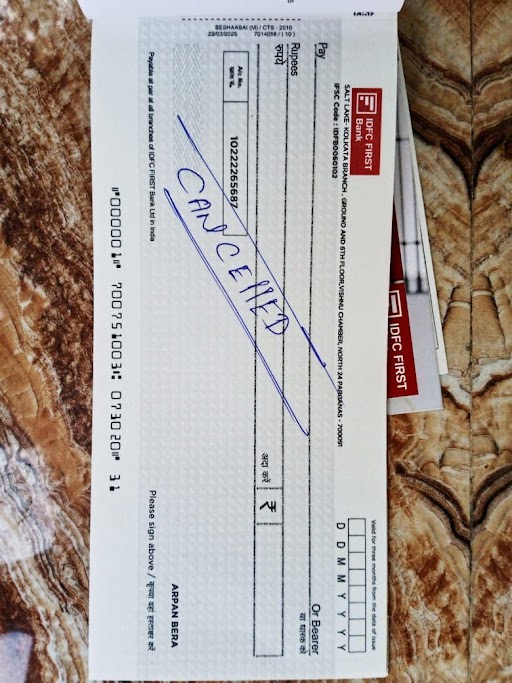 IDFC FIRST
IDFC FIRST
Bank
Valid for three months from the date of issue
SALT LAKE- KOLKATA BRANCH , GROUND AND 6TH FLOOR,VISHNU CHAMBER, NORTH 24 PARGANAS - 700091
IFSC Code : IDFB0060102
D D M M Y Y Y Y
Pay
Or Bearer
या धारक को
Rupees
रुपये
अदा करें ₹
A/c No. 10222265687
खाता सं.
CANCELLED
ARPAN BERA
Payable at par at all branches of IDFC FIRST Bank Ltd in India
Please sign above / कृपया यहां हस्ताक्षर करें
⑈000001⑈ 700751003⑆ 073020⑈ 31